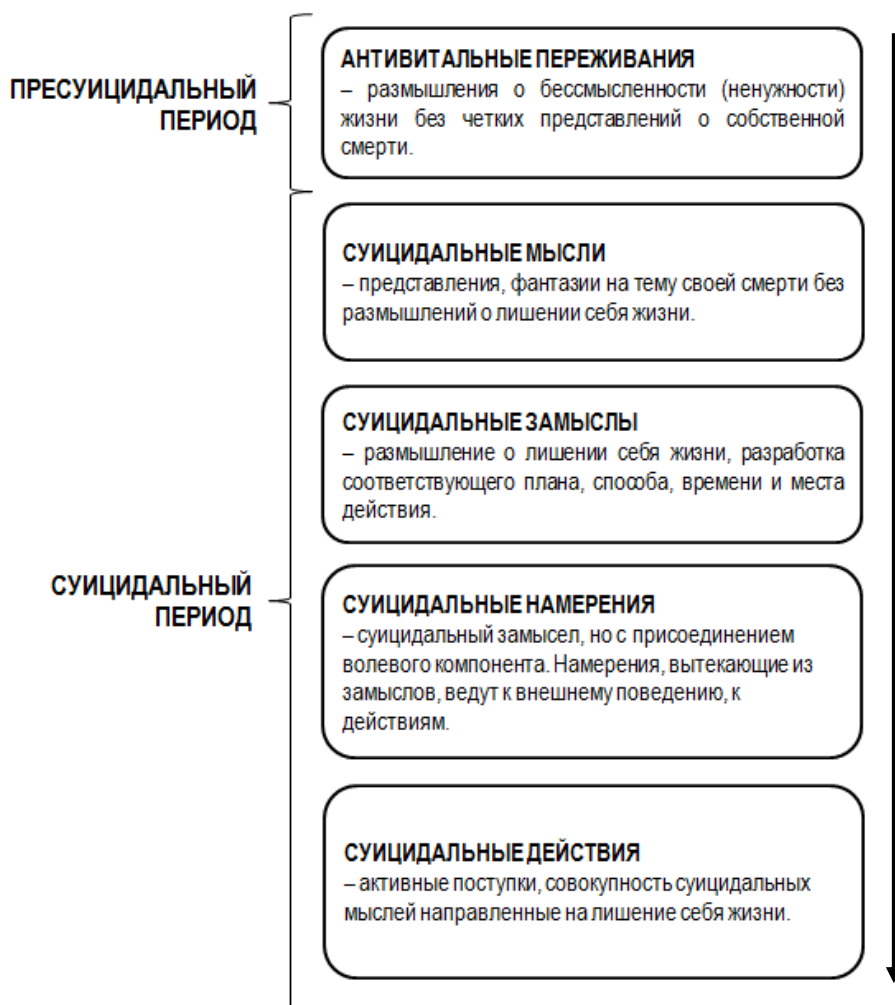 ПРЕСУИЦИДАЛЬНЫЙ
ПЕРИОД
АНТИВИТАЛЬНЫЕ ПЕРЕЖИВАНИЯ
– размышления о бессмысленности (ненужности)
жизни без четких представлений о собственной
смерти.
СУИЦИДАЛЬНЫЙ
ПЕРИОД
СУИЦИДАЛЬНЫЕ МЫСЛИ
– представления, фантазии на тему своей смерти без
размышлений о лишении себя жизни.
СУИЦИДАЛЬНЫЕ ЗАМЫСЛЫ
– размышление о лишении себя жизни, разработка
соответствующего плана, способа, времени и места
действия.
СУИЦИДАЛЬНЫЕ НАМЕРЕНИЯ
– суицидальный замысел, но с присоединением
волевого компонента. Намерения, вытекающие из
замыслов, ведут к внешнему поведению, к
действиям.
СУИЦИДАЛЬНЫЕ ДЕЙСТВИЯ
– активные поступки, совокупность суицидальных
мыслей направленные на лишение себя жизни.